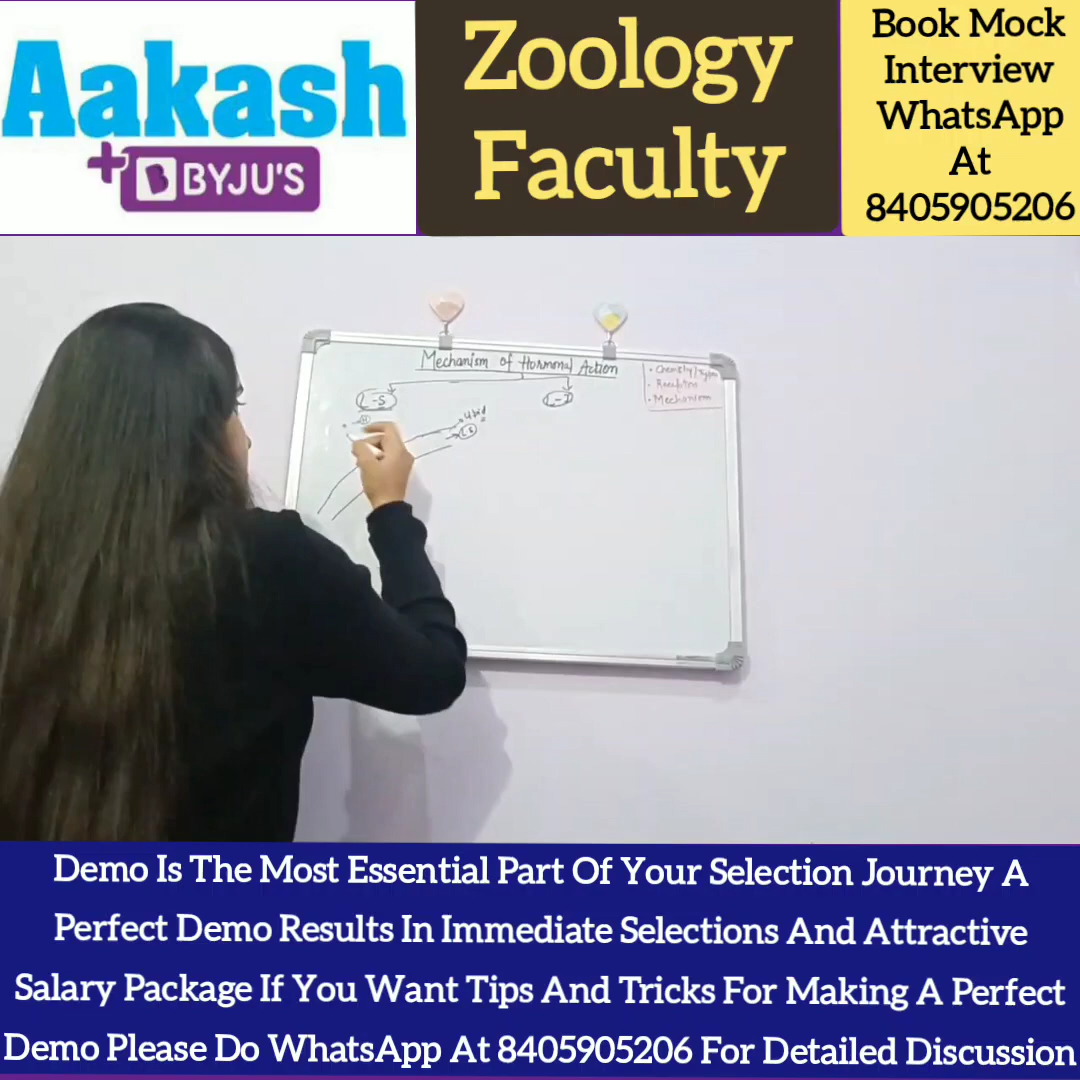 Aakash
+BYJU'S
Zoology
Faculty
Book Mock
Interview
WhatsApp
At
8405905206
Mechanism of Hormonal Action
L-S
L-I
• Mechanism
H
LS
Demo Is The Most Essential Part Of Your Selection Journey A
Perfect Demo Results In Immediate Selections And Attractive
Salary Package If You Want Tips And Tricks For Making A Perfect
Demo Please Do WhatsApp At 8405905206 For Detailed Discussion